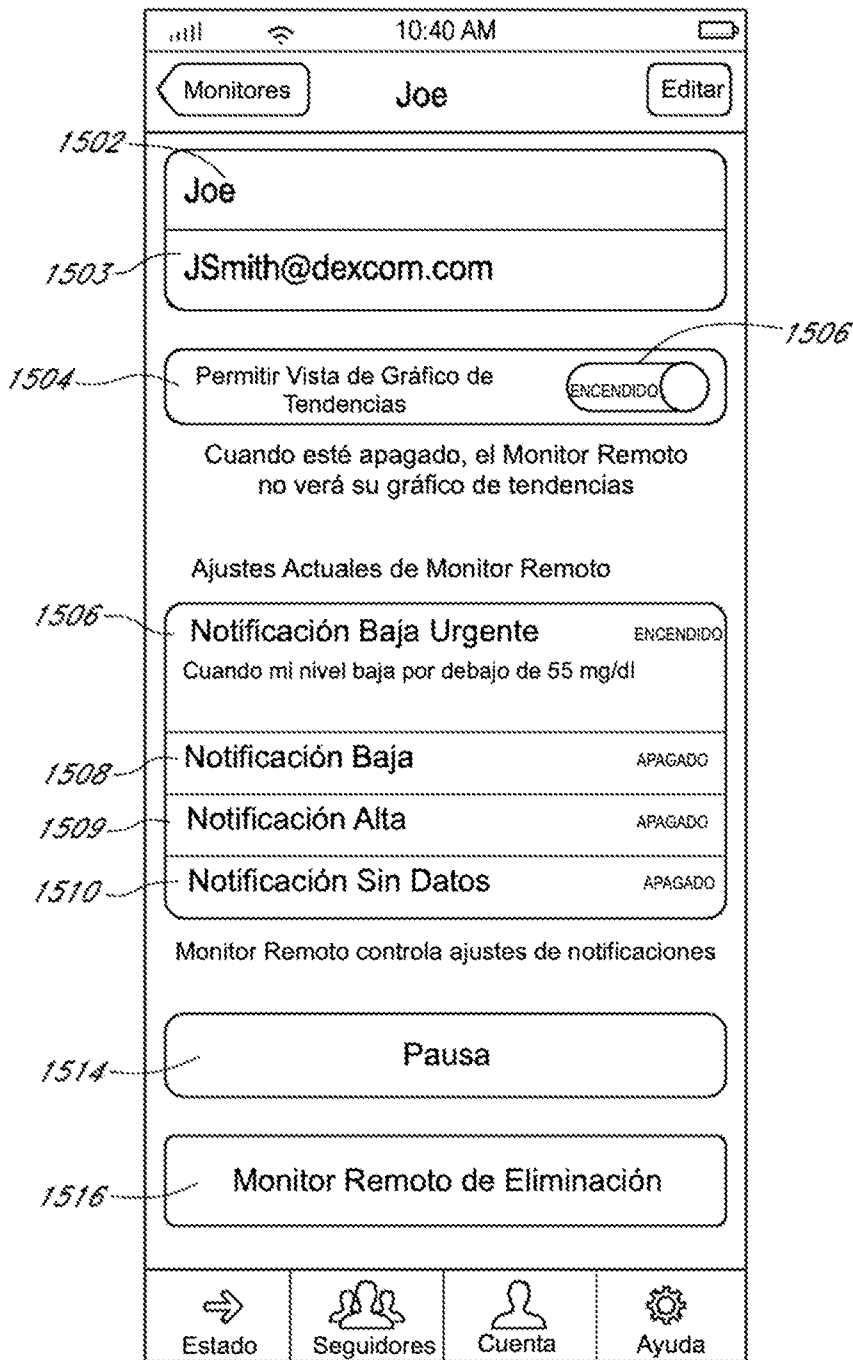 10:40 AM
Monitores Joe Editar
1502
Joe
1503 JSmith@dexcom.com
1506
1504 Permitir Vista de Gráfico de
Tendencias
ENCENDIDO
Cuando esté apagado, el Monitor Remoto
no verá su gráfico de tendencias
Ajustes Actuales de Monitor Remoto
1506 Notificación Baja Urgente ENCENDIDO
Cuando mi nivel baja por debajo de 55 mg/dl
1508 Notificación Baja APAGADO
1509 Notificación Alta APAGADO
1510 Notificación Sin Datos APAGADO
Monitor Remoto controla ajustes de notificaciones
1514 Pausa
1516 Monitor Remoto de Eliminación
Estado Seguidores Cuenta Ayuda